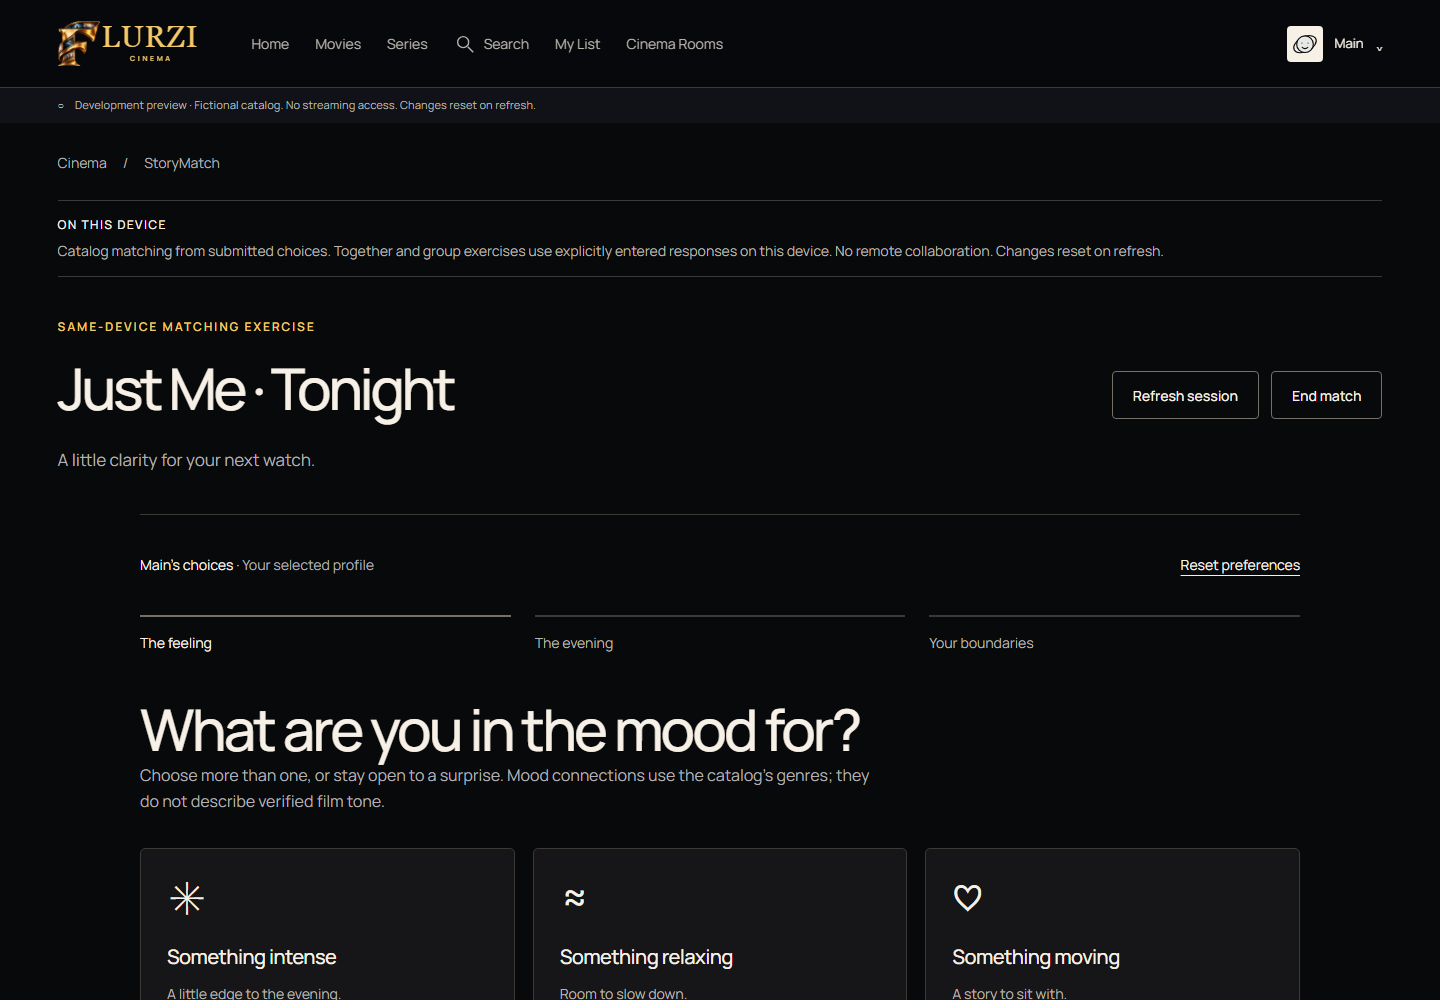 FLURZI
CINEMA
Home Movies Series Search My List Cinema Rooms
Main
Development preview · Fictional catalog. No streaming access. Changes reset on refresh.
Cinema / StoryMatch
ON THIS DEVICE
Catalog matching from submitted choices. Together and group exercises use explicitly entered responses on this device. No remote collaboration. Changes reset on refresh.
SAME-DEVICE MATCHING EXERCISE
Just Me · Tonight
Refresh session End match
A little clarity for your next watch.
Main's choices · Your selected profile
Reset preferences
The feeling The evening Your boundaries
What are you in the mood for?
Choose more than one, or stay open to a surprise. Mood connections use the catalog's genres; they
do not describe verified film tone.
Something intense Something relaxing Something moving
A little edge to the evening. Room to slow down. A story to sit with.